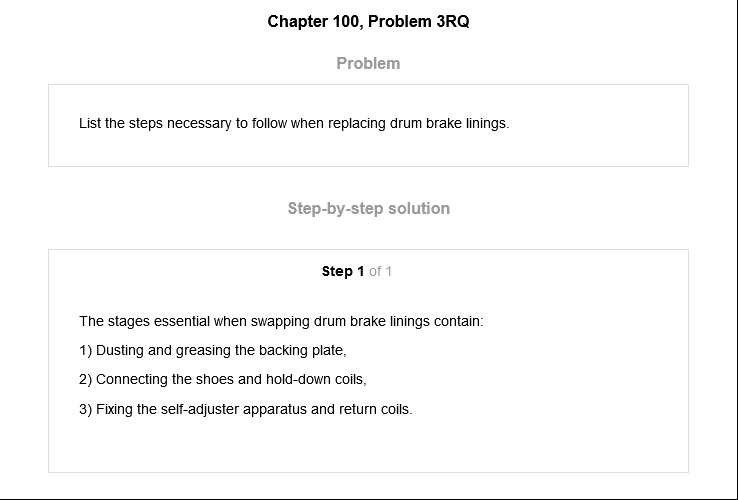 Chapter 100, Problem 3RQ
Problem
List the steps necessary to follow when replacing drum brake linings.
Step-by-step solution
Step 1 of 1
The stages essential when swapping drum brake linings contain:
1) Dusting and greasing the backing plate,
2) Connecting the shoes and hold-down coils,
3) Fixing the self-adjuster apparatus and return coils.